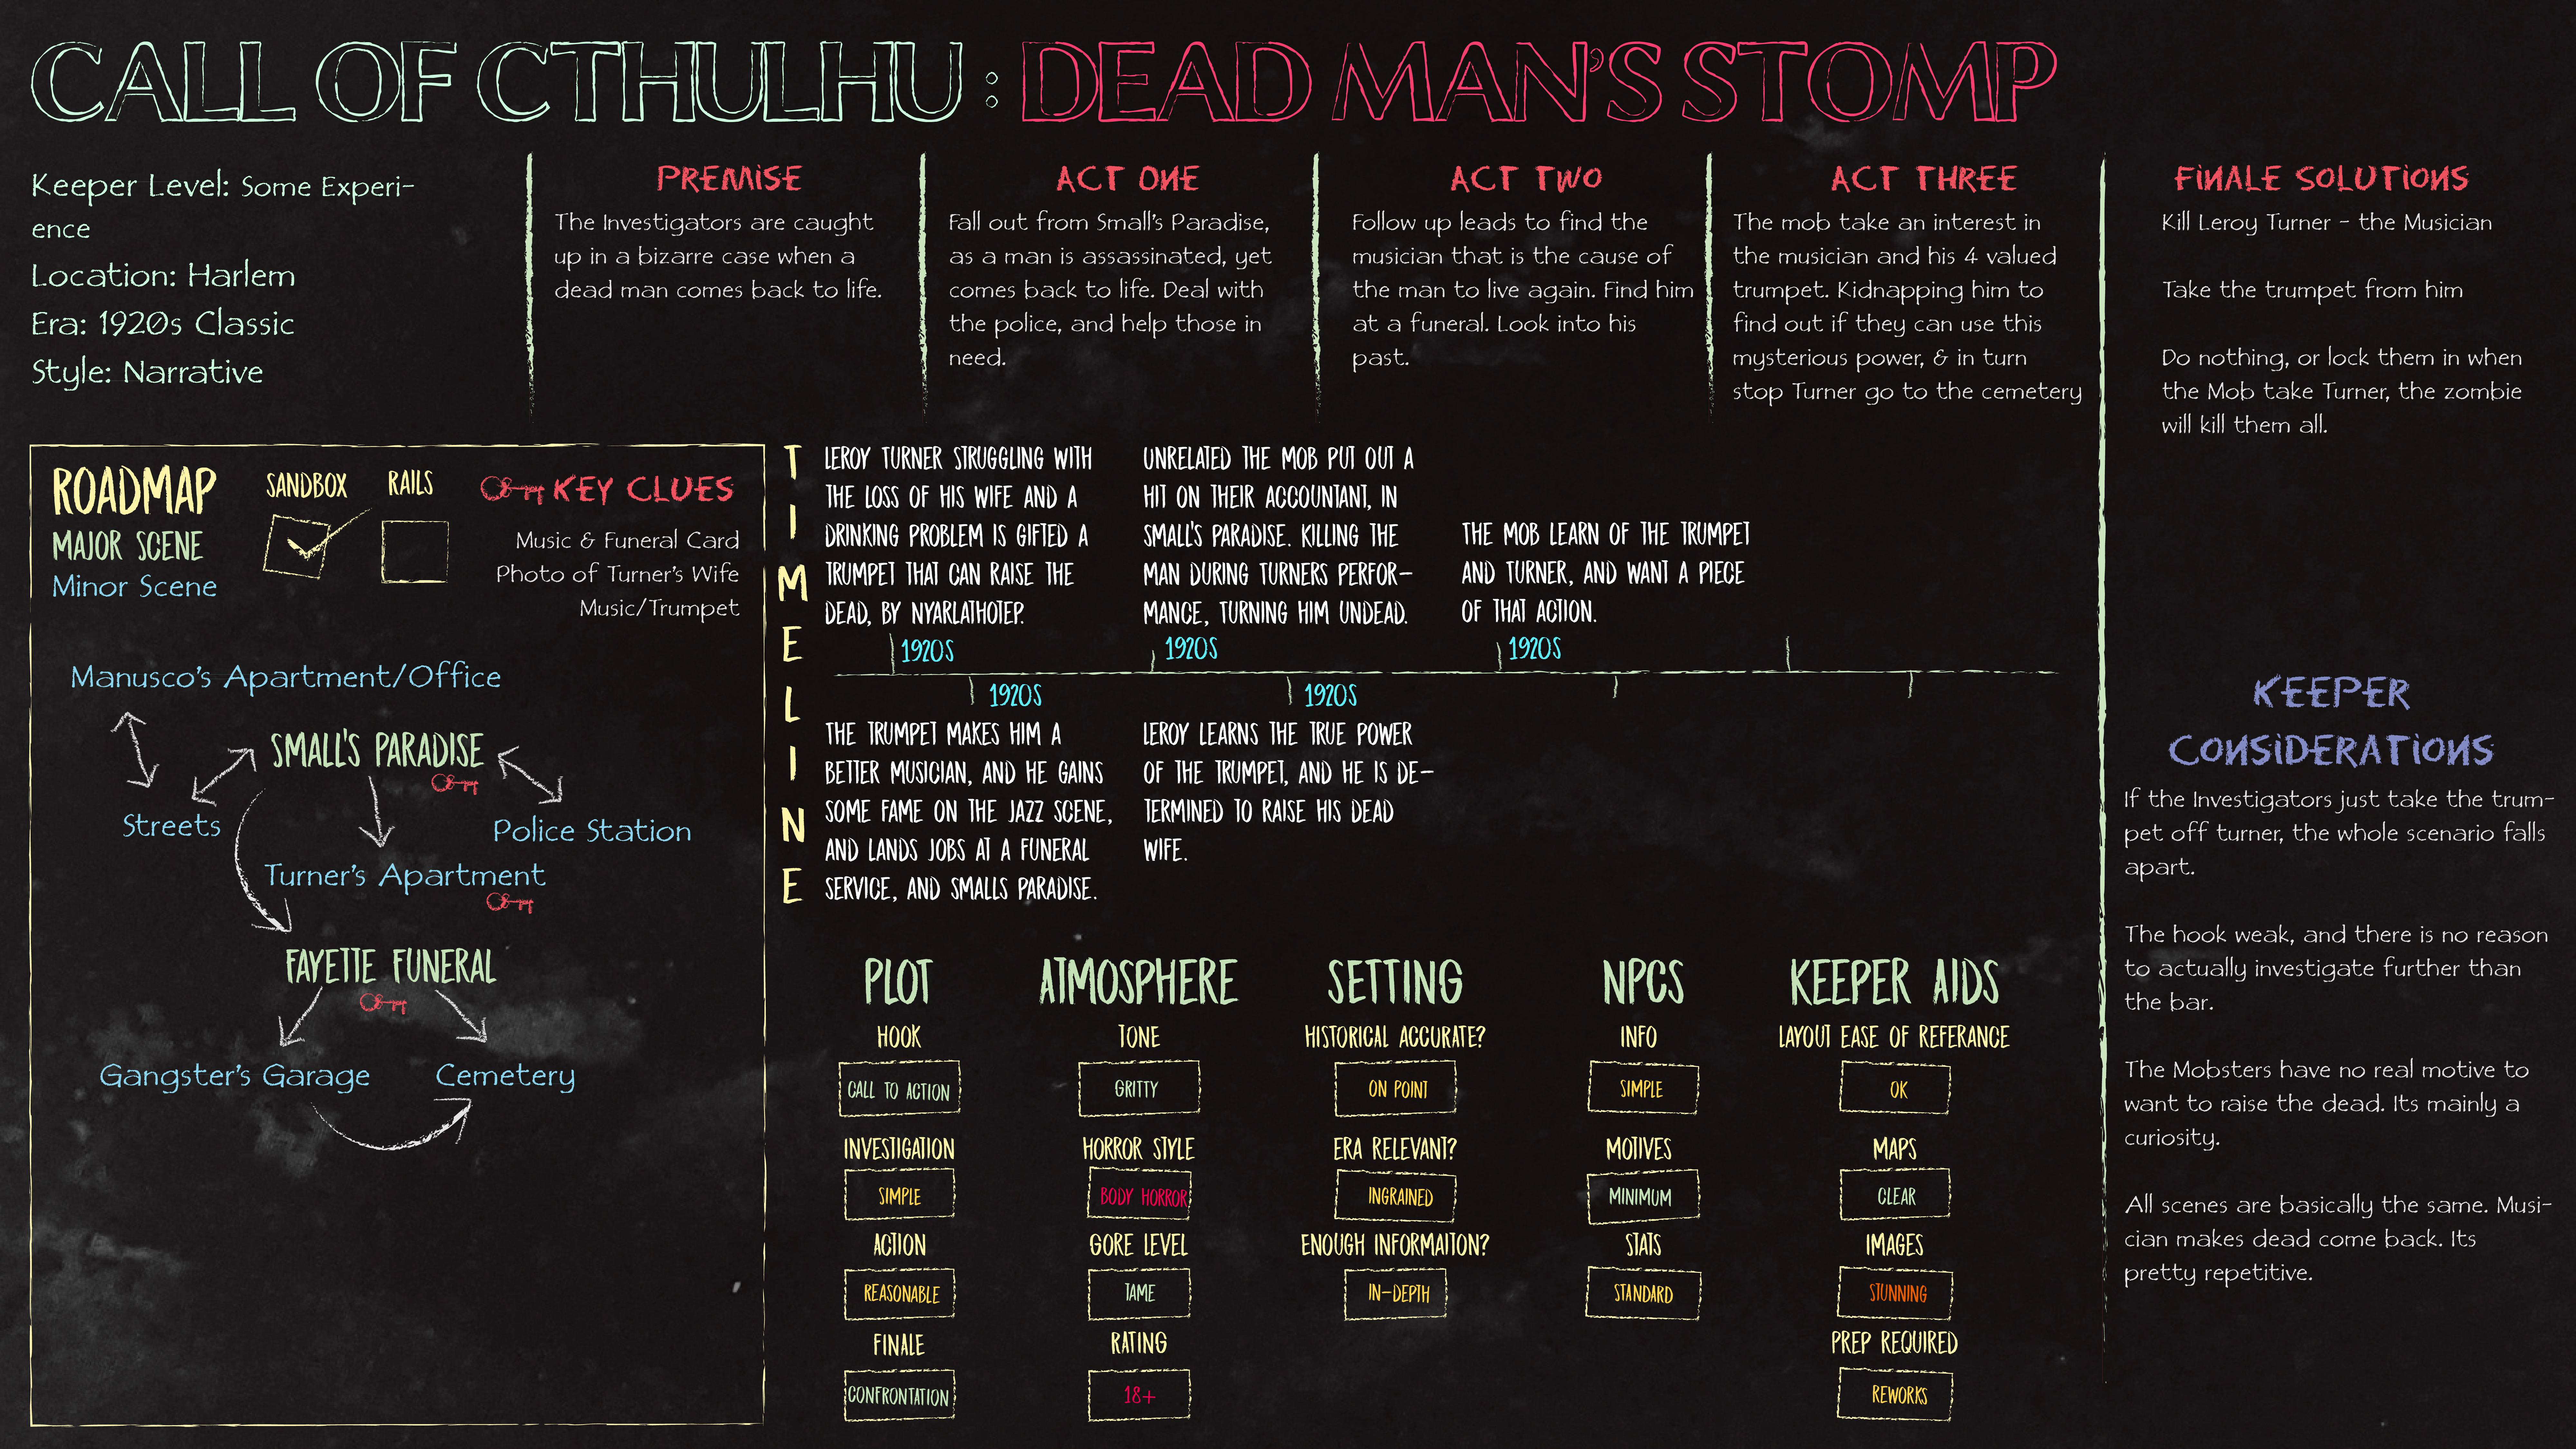 CALL OF CTHULHU : DEAD MAN'S STOMP
Keeper Level: Some Experi-
ence
Location: Harlem
Era: 1920s Classic
Style: Narrative
PREMISE
The Investigators are caught
up in a bizarre case when a
dead man comes back to life.
ACT ONE
Fall out from Small's Paradise,
as a man is assassinated, yet
comes back to life. Deal with
the police, and help those in
need.
ACT TWO
Follow up leads to find the
musician that is the cause of
the man to live again. Find him
at a funeral. Look into his
past.
ACT THREE
The mob take an interest in
the musician and his 4 valued
trumpet. Kidnapping him to
find out if they can use this
mysterious power, & in turn
stop Turner go to the cemetery
FINALE SOLUTIONS
Kill Leroy Turner - the Musician
Take the trumpet from him
Do nothing, or lock them in when
the Mob take Turner, the zombie
will kill them all.
ROADMAP
MAJOR SCENE
Minor Scene
SANDBOX
RAILS
KEY CLUES
Music & Funeral Card
Photo of Turner's Wife
Music/Trumpet
Manusco's Apartment/Office
SMALL'S PARADISE
Streets
Police Station
Turner's Apartment
FAYETTE FUNERAL
Gangster's Garage
Cemetery
TIMELINE
LEROY TURNER STRUGGLING WITH
THE LOSS OF HIS WIFE AND A
DRINKING PROBLEM IS GIFTED A
TRUMPET THAT CAN RAISE THE
DEAD, BY NYARLATHOTEP.
1920S
UNRELATED THE MOB PUT OUT A
HIT ON THEIR ACCOUNTANT, IN
SMALL'S PARADISE. KILLING THE
MAN DURING TURNERS PERFOR-
MANCE, TURNING HIM UNDEAD.
1920S
THE MOB LEARN OF THE TRUMPET
AND TURNER, AND WANT A PIECE
OF THAT ACTION.
1920S
1920S
THE TRUMPET MAKES HIM A
BETTER MUSICIAN, AND HE GAINS
SOME FAME ON THE JAZZ SCENE,
AND LANDS JOBS AT A FUNERAL
SERVICE, AND SMALLS PARADISE.
1920S
LEROY LEARNS THE TRUE POWER
OF THE TRUMPET, AND HE IS DE-
TERMINED TO RAISE HIS DEAD
WIFE.
PLOT
HOOK
CALL TO ACTION
INVESTIGATION
SIMPLE
ACTION
REASONABLE
FINALE
CONFRONTATION
ATMOSPHERE
TONE
GRITTY
HORROR STYLE
BODY HORROR
GORE LEVEL
TAME
RATING
18+
SETTING
HISTORICAL ACCURATE?
ON POINT
ERA RELEVANT?
INGRAINED
ENOUGH INFORMAITON?
IN-DEPTH
NPCS
INFO
SIMPLE
MOTIVES
MINIMUM
STATS
STANDARD
KEEPER AIDS
LAYOUT EASE OF REFERANCE
OK
MAPS
CLEAR
IMAGES
STUNNING
PREP REQUIRED
REWORKS
KEEPER
CONSIDERATIONS
If the Investigators just take the trum-
pet off turner, the whole scenario falls
apart.
The hook weak, and there is no reason
to actually investigate further than
the bar.
The Mobsters have no real motive to
want to raise the dead. Its mainly a
curiosity.
All scenes are basically the same. Musi-
cian makes dead come back. Its
pretty repetitive.